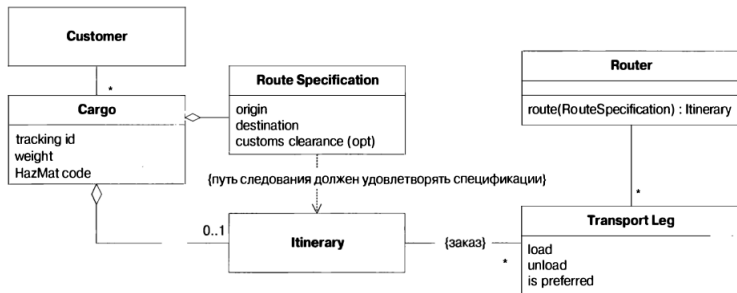 Customer
*
Cargo
tracking id
weight
HazMat code
Route Specification
origin
destination
customs clearance (opt)
Router
route(RouteSpecification) : Itinerary
{путь следования должен удовлетворять спецификации}
*
0..1
Itinerary
{заказ}
*
Transport Leg
load
unload
is preferred